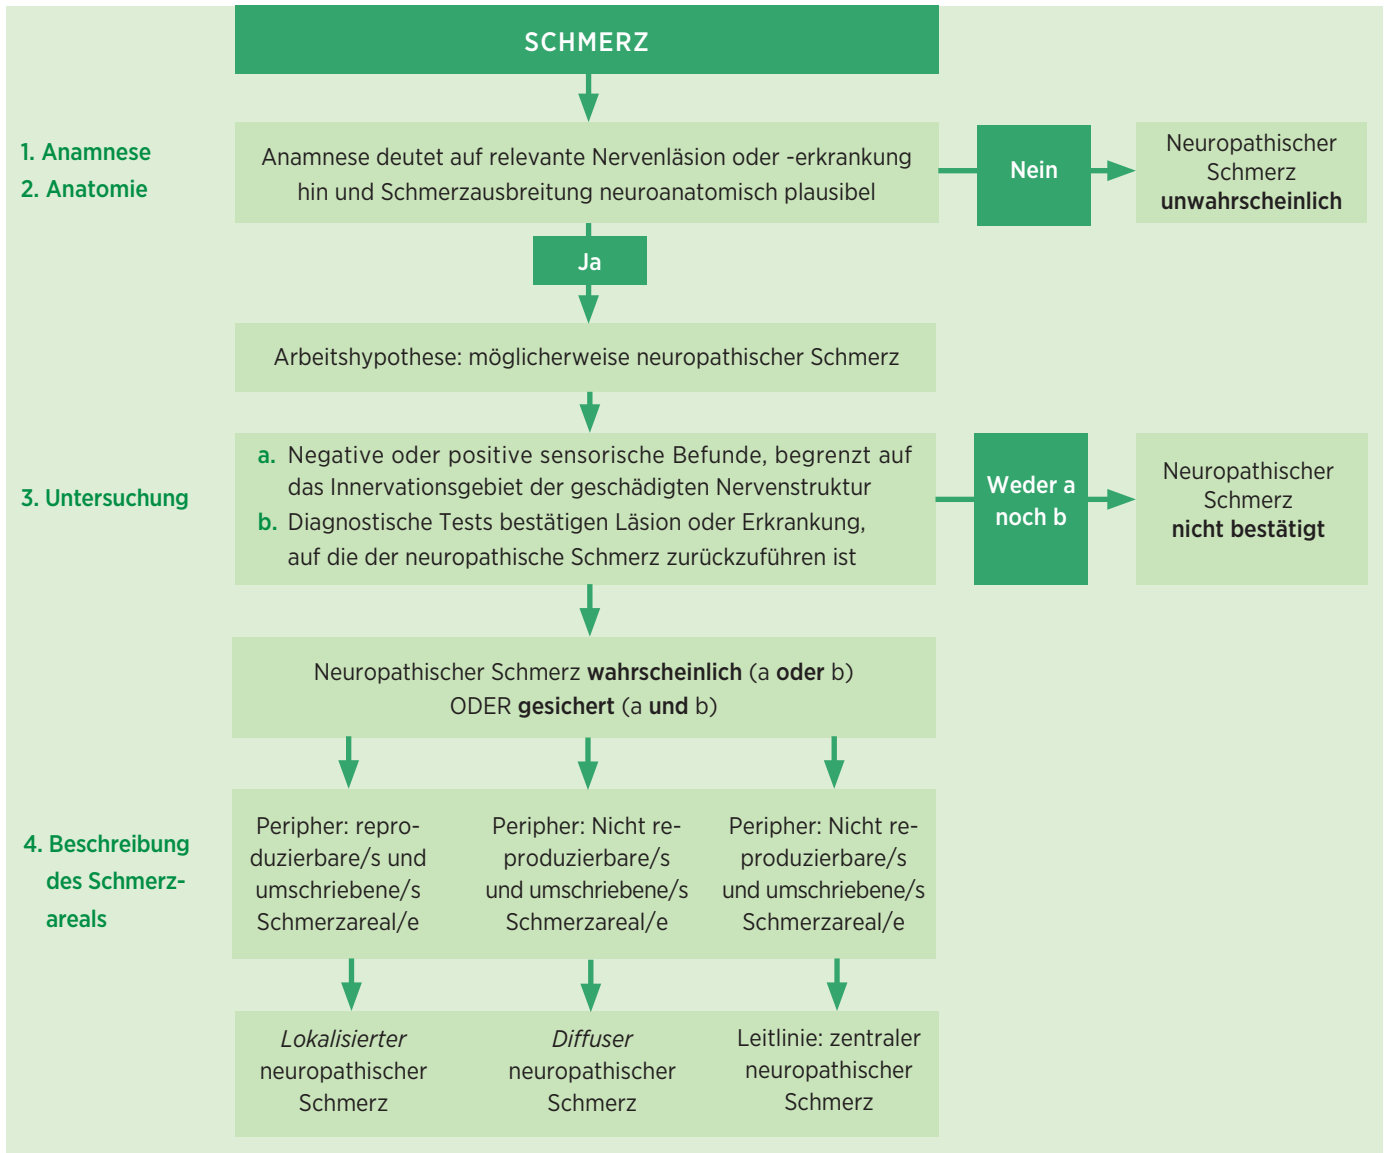 SCHMERZ
1. Anamnese
2. Anatomie
Anamnese deutet auf relevante Nervenläsion oder -erkrankung
hin und Schmerzausbreitung neuroanatomisch plausibel
Nein
Neuropathischer
Schmerz
unwahrscheinlich
Ja
Arbeitshypothese: möglicherweise neuropathischer Schmerz
3. Untersuchung
a. Negative oder positive sensorische Befunde, begrenzt auf
das Innervationsgebiet der geschädigten Nervenstruktur
b. Diagnostische Tests bestätigen Läsion oder Erkrankung,
auf die der neuropathische Schmerz zurückzuführen ist
Weder a
noch b
Neuropathischer
Schmerz
nicht bestätigt
Neuropathischer Schmerz wahrscheinlich (a oder b)
ODER gesichert (a und b)
4. Beschreibung
des Schmerz-
areals
Peripher: repro-
duzierbare/s und
umschriebene/s
Schmerzareal/e
Peripher: Nicht re-
produzierbare/s
und umschriebene/s
Schmerzareal/e
Peripher: Nicht re-
produzierbare/s
und umschriebene/s
Schmerzareal/e
Lokalisierter
neuropathischer
Schmerz
Diffuser
neuropathischer
Schmerz
Leitlinie: zentraler
neuropathischer
Schmerz